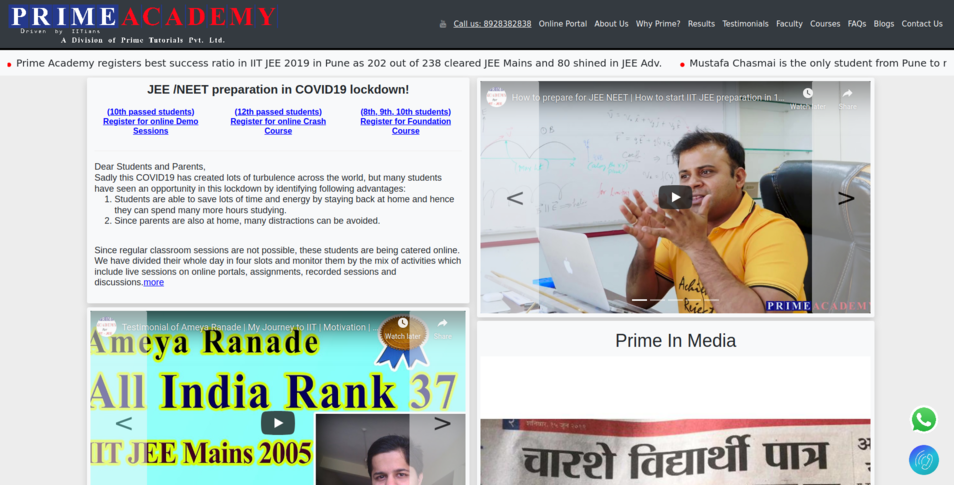 PRIME ACADEMY
Driven by IITians
A Division of Prime Tutorials Pvt. Ltd.
Call us: 8928382838 Online Portal About Us Why Prime? Results Testimonials Faculty Courses FAQs Blogs Contact Us
Prime Academy registers best success ratio in IIT JEE 2019 in Pune as 202 out of 238 cleared JEE Mains and 80 shined in JEE Adv. Mustafa Chasmai is the only student from Pune to
JEE /NEET preparation in COVID19 lockdown!
(10th passed students)
Register for online Demo
Sessions
(12th passed students)
Register for online Crash
Course
(8th, 9th, 10th students)
Register for Foundation
Course
Dear Students and Parents,
Sadly this COVID19 has created lots of turbulence across the world, but many students
have seen an opportunity in this lockdown by identifying following advantages:
1. Students are able to save lots of time and energy by staying back at home and hence
they can spend many more hours studying.
2. Since parents are also at home, many distractions can be avoided.
Since regular classroom sessions are not possible, these students are being catered online.
We have divided their whole day in four slots and monitor them by the mix of activities which
include live sessions on online portals, assignments, recorded sessions and
discussions.more
How to prepare for JEE NEET | How to start IIT JEE preparation in 1
Watch later
Share
Achie
Reject
PRIME ACADEMY
Testimonial of Ameya Ranade | My Journey to IIT | Motivation | ...
Watch later
Share
Ameya Ranade
All India Rank 37
IIT JEE Mains 2005
Prime In Media
चारशे विद्यार्थी पात्र